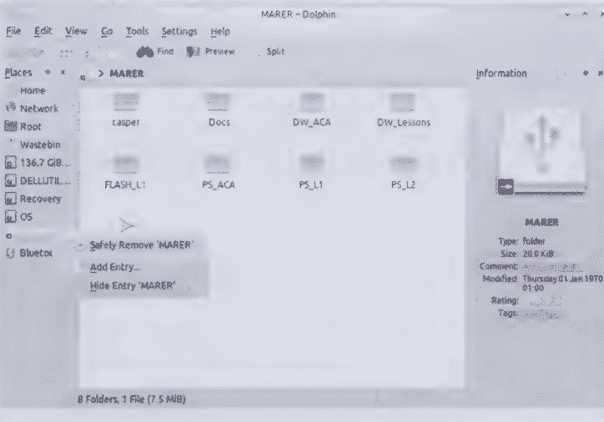 MARER – Dolphin
File Edit View Go Tools Settings Help
Find Preview Split
Places
> MARER
Information
Home
Network
Root
Wastebin
136.7 GiB...
DELLUTIL...
Recovery
OS
Bluetoo
casper Docs DW_ACA DW_Lessons
FLASH_L1 PS_ACA PS_L1 PS_L2
Safely Remove 'MARER'
Add Entry...
Hide Entry 'MARER'
MARER
Type: folder
Size: 20.0 KiB
Comment:
Modified: Thursday 01 Jan 1970
01:00
Rating:
Tags:
8 Folders, 1 File (7.5 MiB)